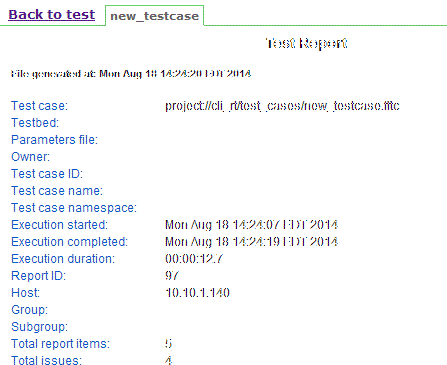 Back to test new_testcase
Test Report
File generated at: Mon Aug 18 14:24:20 EDT 2014
Test case: project://cli_rt/test_cases/new_testcase.fftc
Testbed:
Parameters file:
Owner:
Test case ID:
Test case name:
Test case namespace:
Execution started: Mon Aug 18 14:24:07 EDT 2014
Execution completed: Mon Aug 18 14:24:19 EDT 2014
Execution duration: 00:00:12.7
Report ID: 97
Host: 10.10.1.140
Group:
Subgroup:
Total report items: 5
Total issues: 4